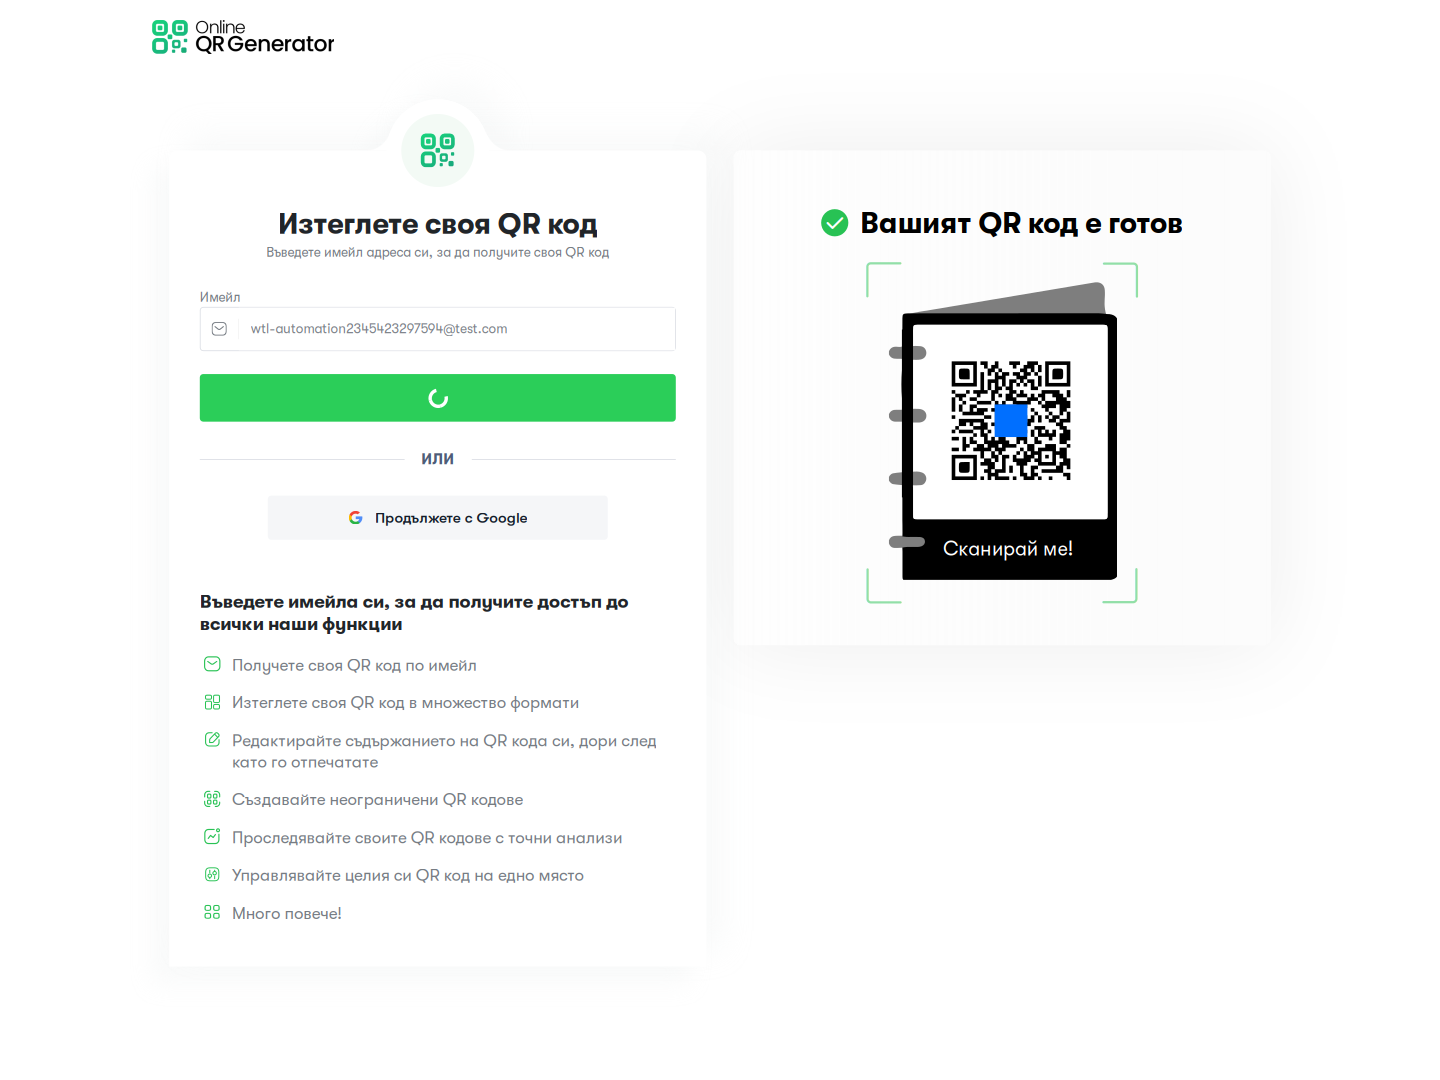 Online
QR Generator
Изтеглете своя QR код
Въведете имейл адреса си, за да получите своя QR код
Имейл
wtl-automation2345423297594@test.com
ИЛИ
Продължете с Google
Въведете имейла си, за да получите достъп до
всички наши функции
Получете своя QR код по имейл
Изтеглете своя QR код в множество формати
Редактирайте съдържанието на QR кода си, дори след
като го отпечатате
Създавайте неограничени QR кодове
Проследявайте своите QR кодове с точни анализи
Управлявайте целия си QR код на едно място
Много повече!
Вашият QR код е готов
Сканирай ме!